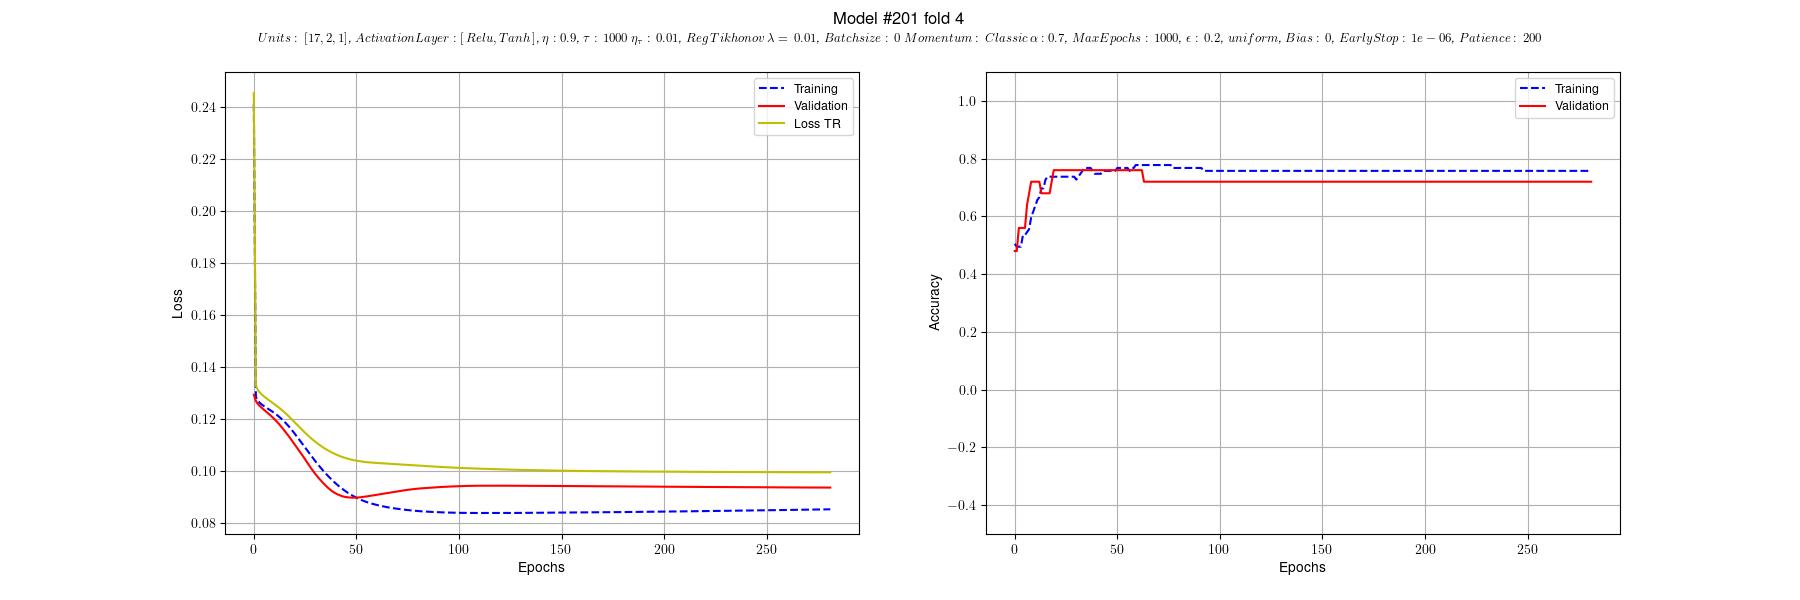 Model #201 fold 4
Units : [17, 2, 1], ActivationLayer : [ Relu, Tanh], η : 0.9, τ : 1000 ητ : 0.01, RegTikhonov λ = 0.01, Batchsize : 0 Momentum : Classic α : 0.7, MaxEpochs : 1000, ϵ : 0.2, uniform, Bias : 0, EarlyStop : 1e − 06, Patience : 200
Loss
0.24
0.22
0.20
0.18
0.16
0.14
0.12
0.10
0.08
Training
Validation
Loss TR
0 50 100 150 200 250
Epochs
Accuracy
1.0
0.8
0.6
0.4
0.2
0.0
−0.2
−0.4
Training
Validation
0 50 100 150 200 250
Epochs